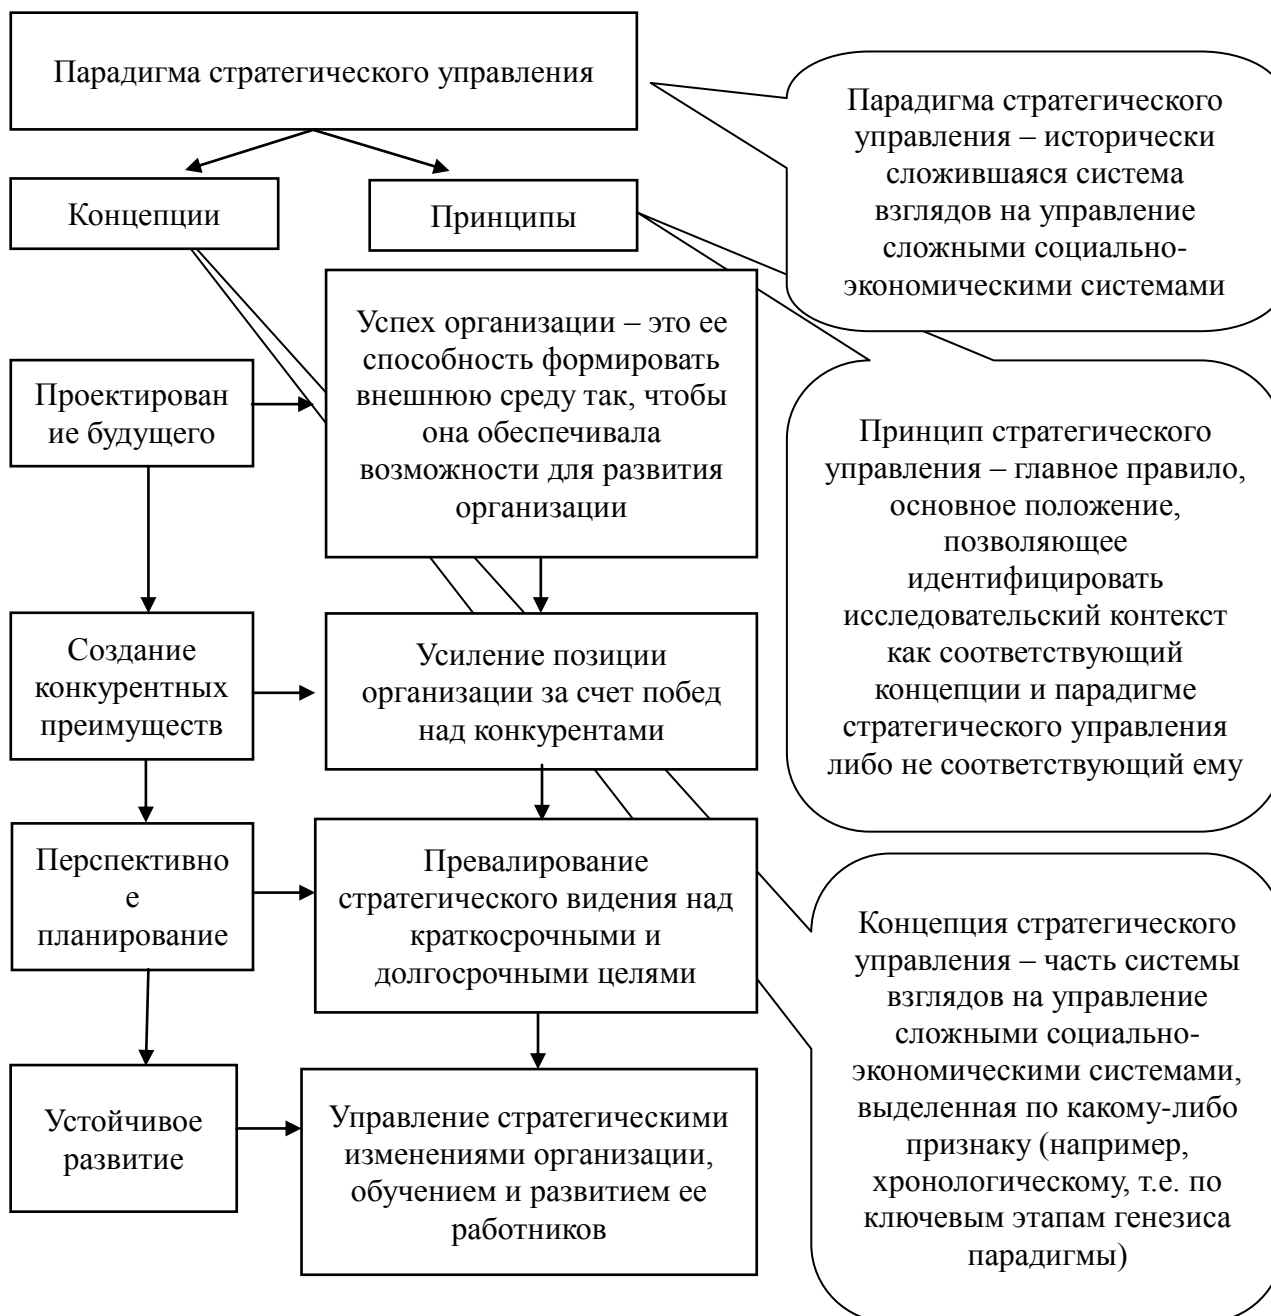 Парадигма стратегического управления
Концепции
Принципы
Проектирован
ие будущего
Успех организации – это ее
способность формировать
внешнюю среду так, чтобы
она обеспечивала
возможности для развития
организации
Создание
конкурентных
преимуществ
Усиление позиции
организации за счет побед
над конкурентами
Перспективно
е
планирование
Превалирование
стратегического видения над
краткосрочными и
долгосрочными целями
Устойчивое
развитие
Управление стратегическими
изменениями организации,
обучением и развитием ее
работников
Парадигма стратегического
управления – исторически
сложившаяся система
взглядов на управление
сложными социально-
экономическими системами
Принцип стратегического
управления – главное правило,
основное положение,
позволяющее
идентифицировать
исследовательский контекст
как соответствующий
концепции и парадигме
стратегического управления
либо не соответствующий ему
Концепция стратегического
управления – часть системы
взглядов на управление
сложными социально-
экономическими системами,
выделенная по какому-либо
признаку (например,
хронологическому, т.е. по
ключевым этапам генезиса
парадигмы)